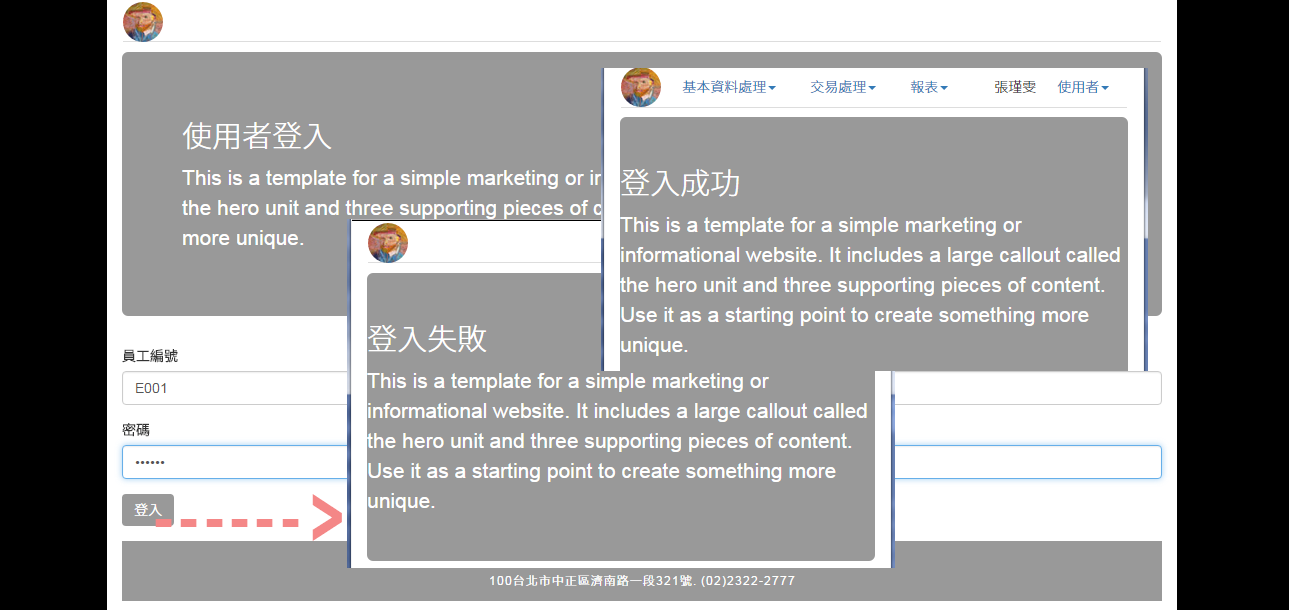 使用者登入
This is a template for a simple marketing or in
the hero unit and three supporting pieces of c
more unique.
員工編號
E001
密碼
••••••
登入
基本資料處理 交易處理 報表 張瑾雯 使用者
登入成功
This is a template for a simple marketing or
informational website. It includes a large callout called
the hero unit and three supporting pieces of content.
Use it as a starting point to create something more
unique.
登入失敗
This is a template for a simple marketing or
informational website. It includes a large callout called
the hero unit and three supporting pieces of content.
Use it as a starting point to create something more
unique.
100台北市中正區濟南路一段321號. (02)2322-2777